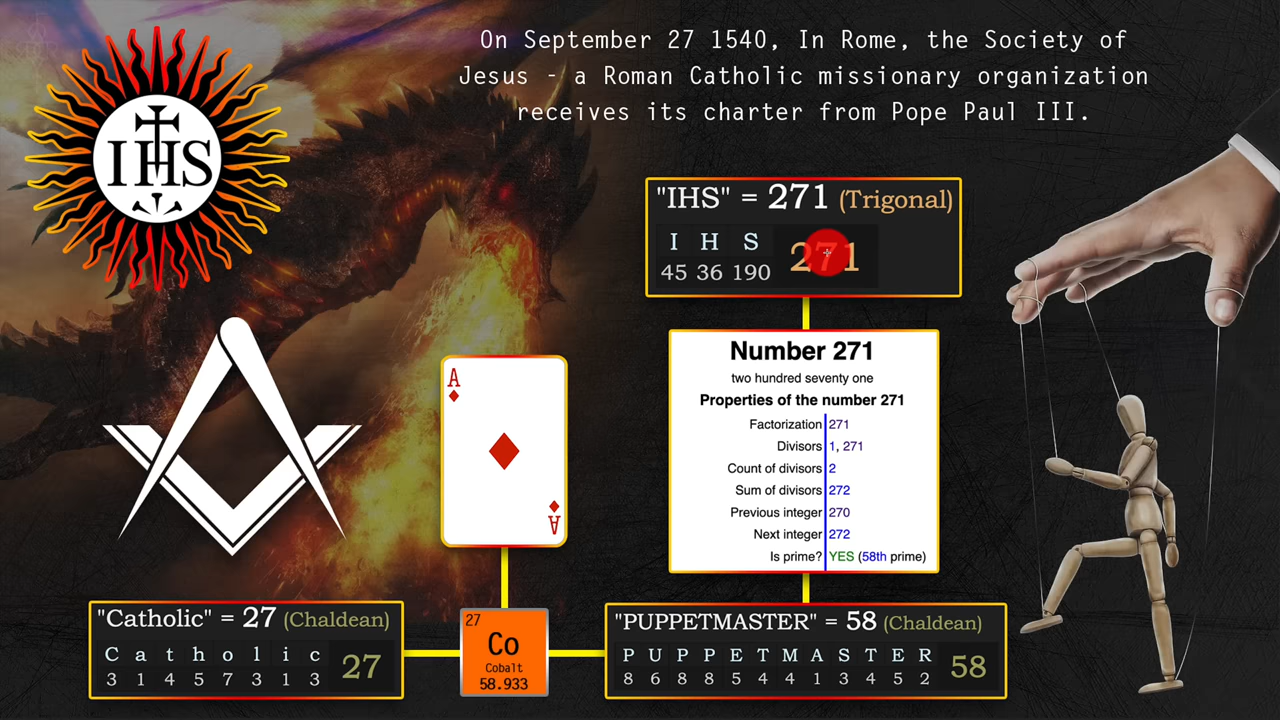 On September 27 1540, In Rome, the Society of
Jesus - a Roman Catholic missionary organization
receives its charter from Pope Paul III.
IHS
"IHS" = 271 (Trigonal)
I H S
45 36 190
271
Number 271
two hundred seventy one
Properties of the number 271
Factorization 271
Divisors 1, 271
Count of divisors 2
Sum of divisors 272
Previous integer 270
Next integer 272
Is prime? YES (58th prime)
A
A
"Catholic" = 27 (Chaldean)
C a t h o l i c
3 1 4 5 7 3 1 3
27
27
Co
Cobalt
58.933
"PUPPETMASTER" = 58 (Chaldean)
P U P P E T M A S T E R
8 6 8 8 5 4 4 1 3 4 5 2
58